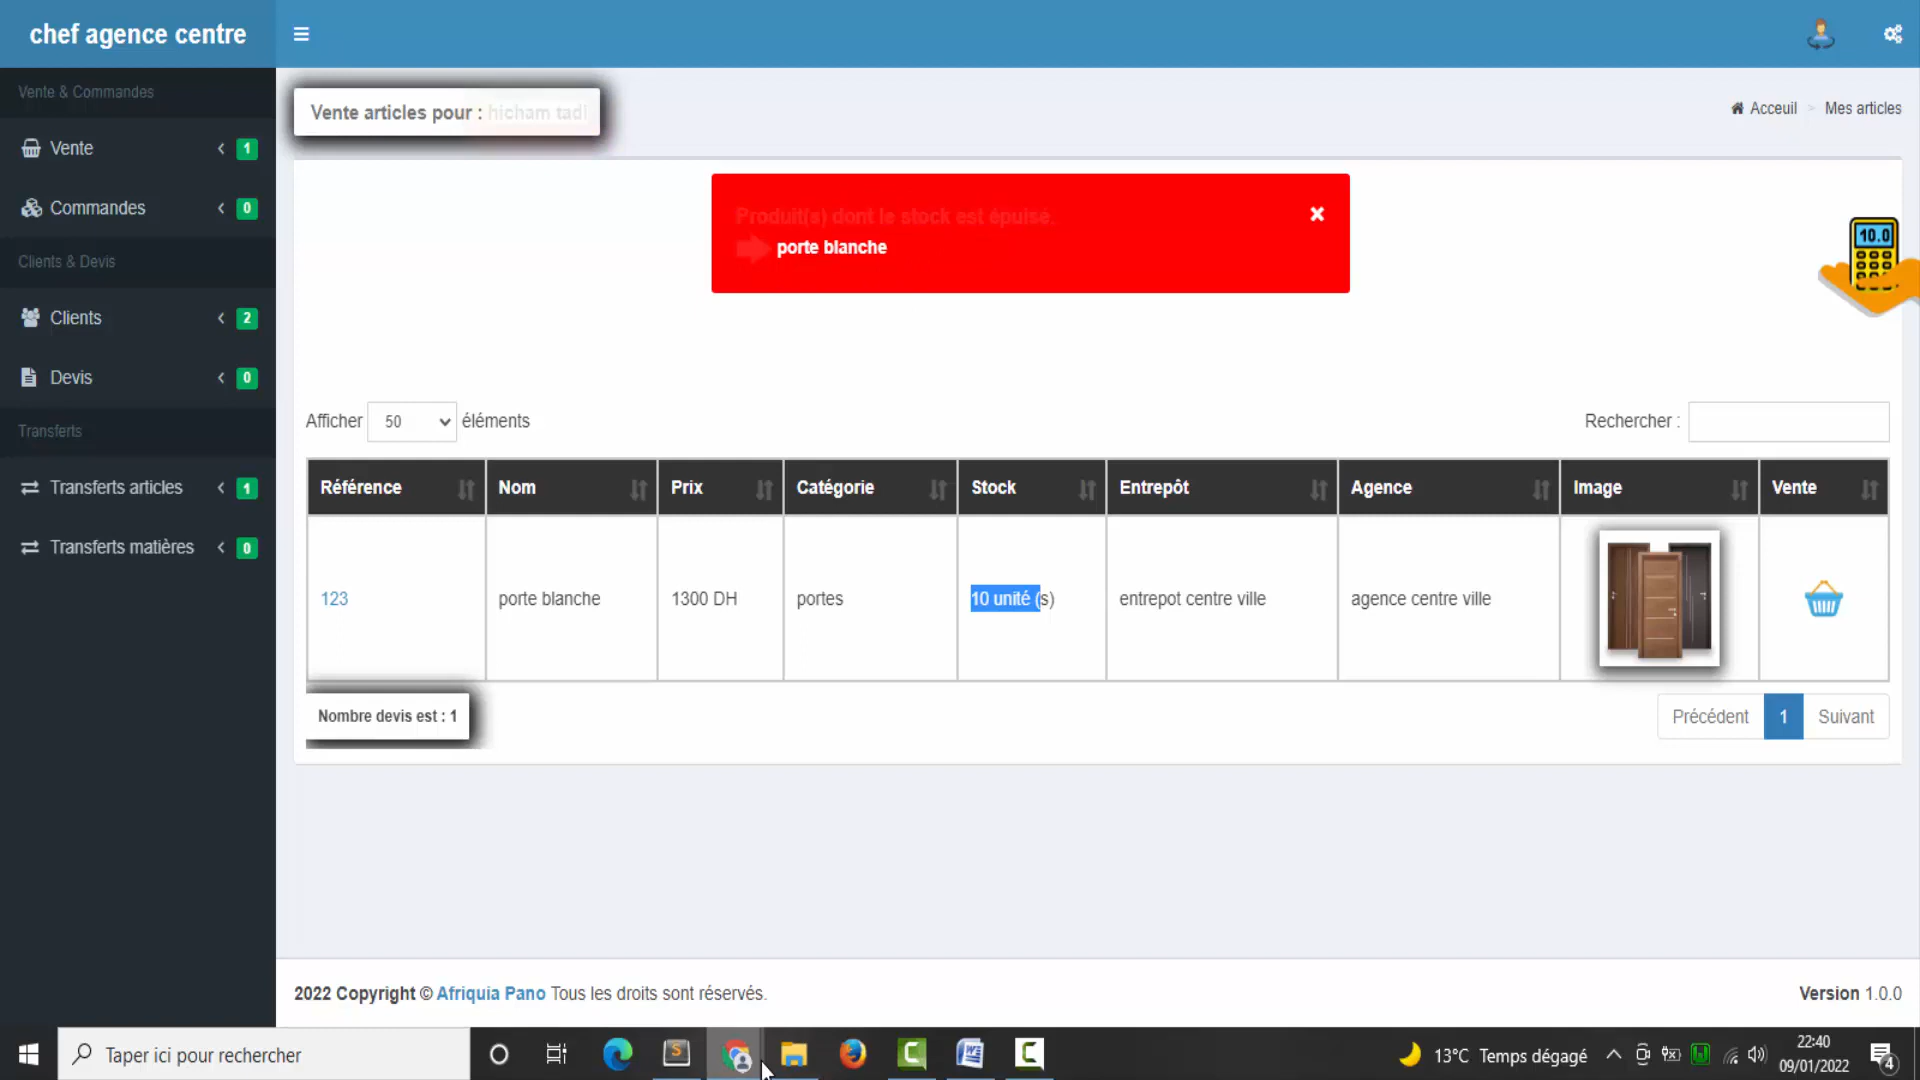 chef agence centre
Vente & Commandes
Vente 1
Commandes 0
Clients & Devis
Clients 2
Devis 0
Transferts
Transferts articles 1
Transferts matières 0
Vente articles pour : hicham tadi
Acceuil > Mes articles
Produit(s) dont le stock est épuisé.
porte blanche
×
10.0
Afficher 50 éléments
Rechercher :
Référence Nom Prix Catégorie Stock Entrepôt Agence Image Vente
123 porte blanche 1300 DH portes 10 unité (s) entrepot centre ville agence centre ville
Nombre devis est : 1
Précédent 1 Suivant
2022 Copyright © Afriquia Pano Tous les droits sont réservés.
Version 1.0.0
Taper ici pour rechercher
13°C Temps dégagé
22:40
09/01/2022
4